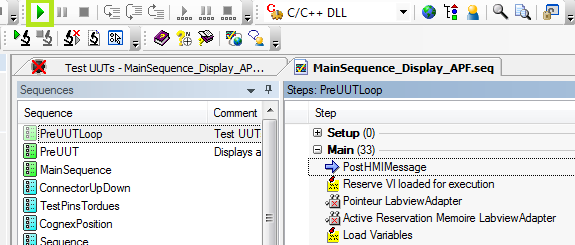 C/C++ DLL
Test UUTs - MainSequence_Display_AP...
MainSequence_Display_APF.seq
Sequences
Steps: PreUUTLoop
Sequence
Comment
Step
PreUUTLoop
Test UUT
PreUUT
Displays a
MainSequence
ConnectorUpDown
TestPinsTordues
CognexPosition
Sequence
Setup (0)
Main (33)
PostHMIMessage
Reserve VI loaded for execution
Pointeur LabviewAdapter
Active Reservation Memoire LabviewAdapter
Load Variables